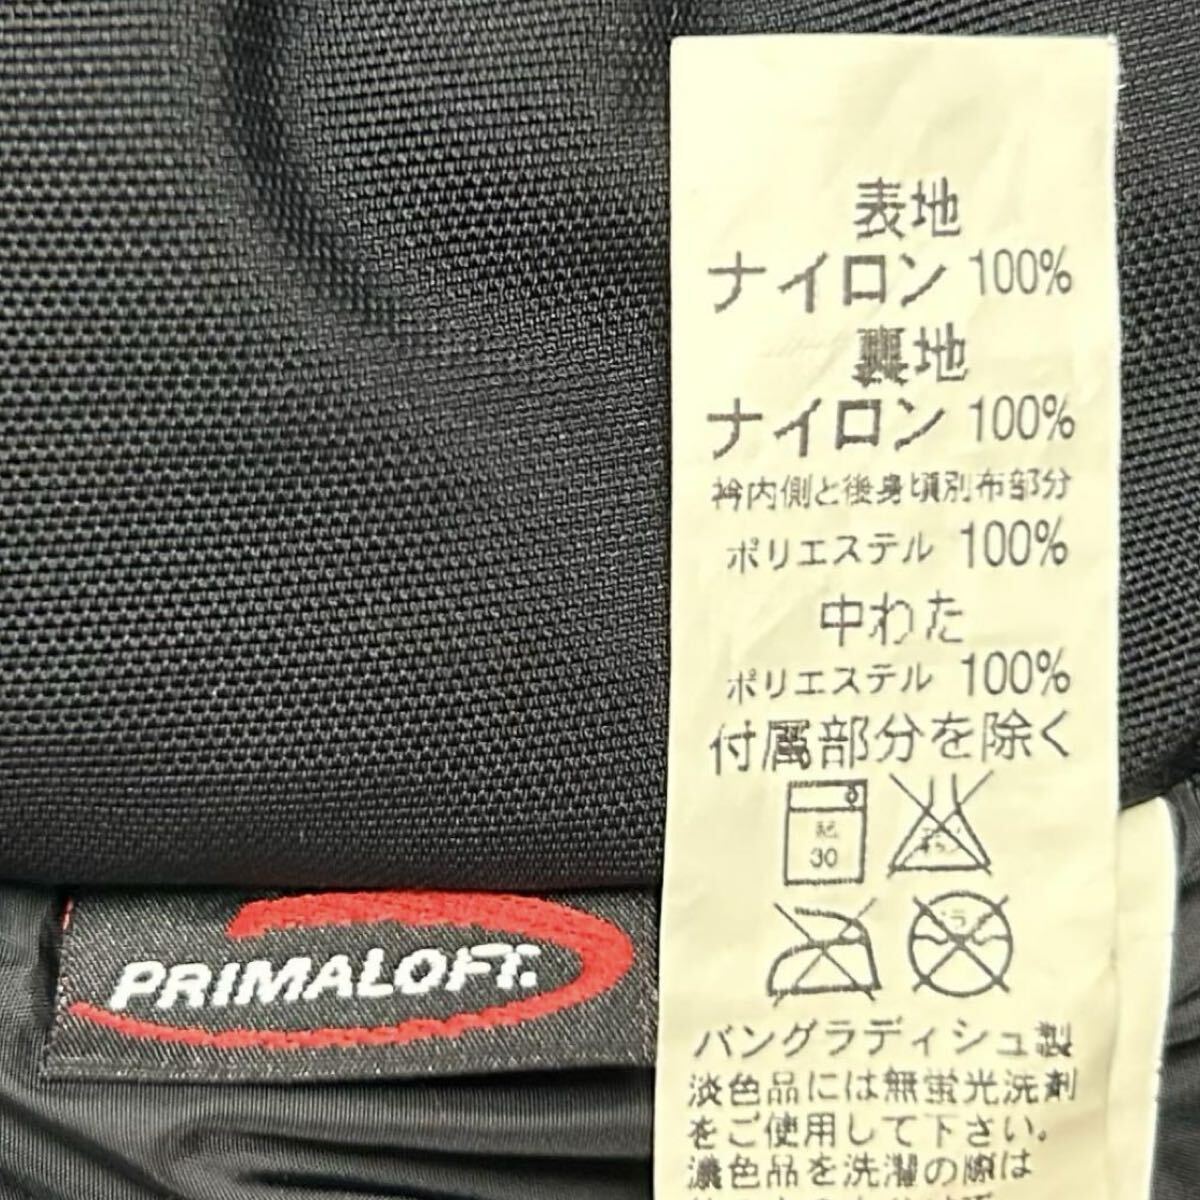 表地
ナイロン 100%
裏地
ナイロン 100%
衿内側と後身頃別布部分
ポリエステル 100%
中わた
ポリエステル 100%
付属部分を除く
30
PRIMALOFT.
バングラディシュ製
淡色品には無蛍光洗剤
をご使用して下さい。
濃色品を洗濯の際は